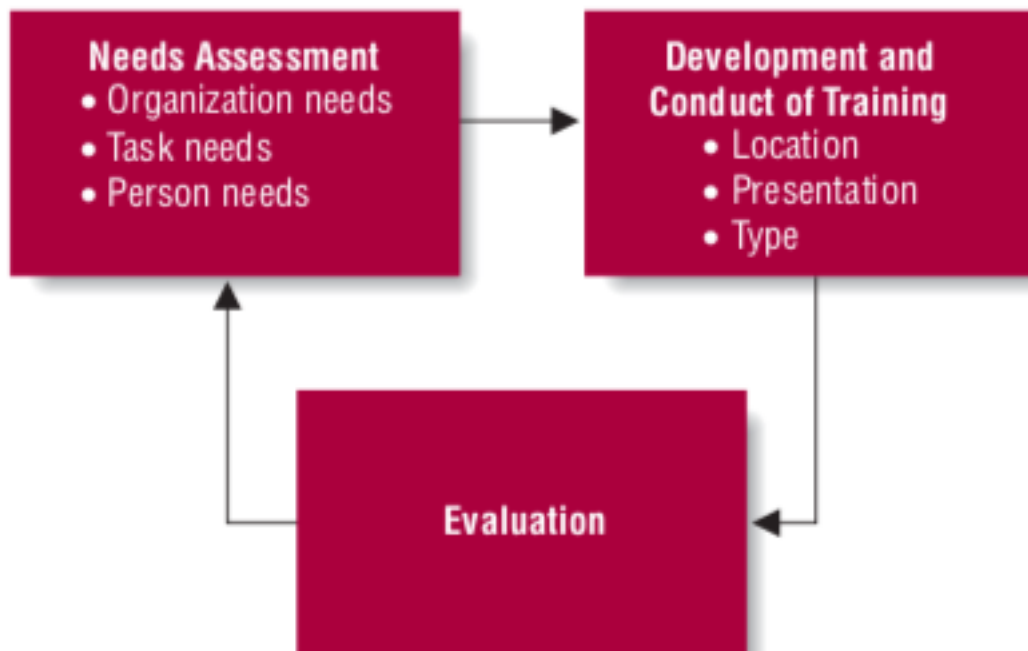 Needs Assessment
• Organization needs
• Task needs
• Person needs
Development and
Conduct of Training
• Location
• Presentation
• Type
Evaluation